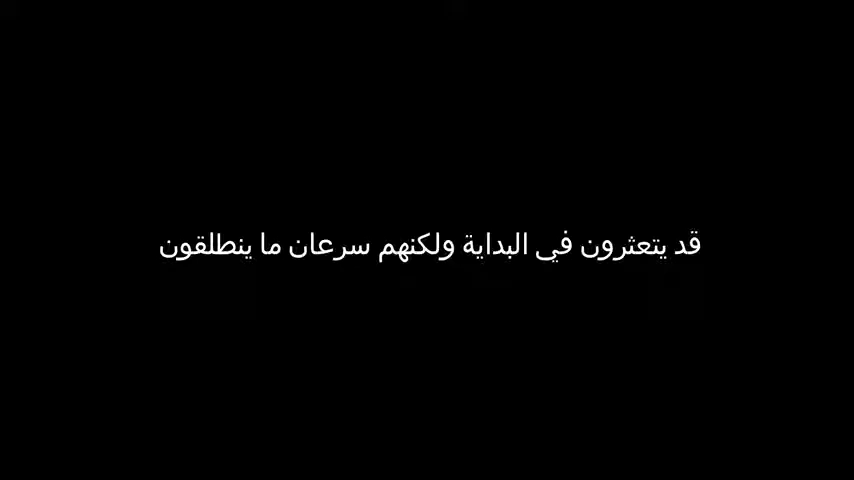 قد يتعثرون في البداية ولكنهم سرعان ما ينطلقون